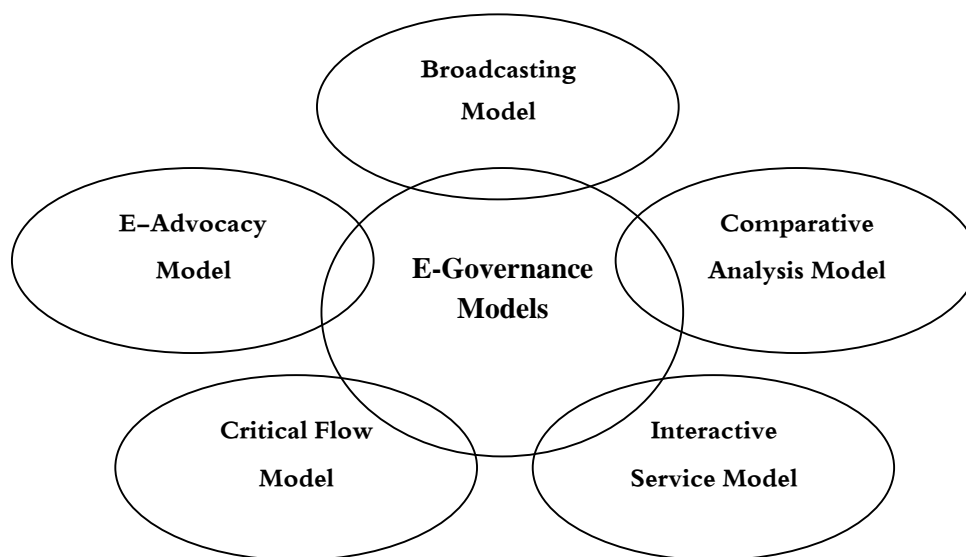 Broadcasting
Model
E-Advocacy
Model
Comparative
Analysis Model
E-Governance
Models
Critical Flow
Model
Interactive
Service Model